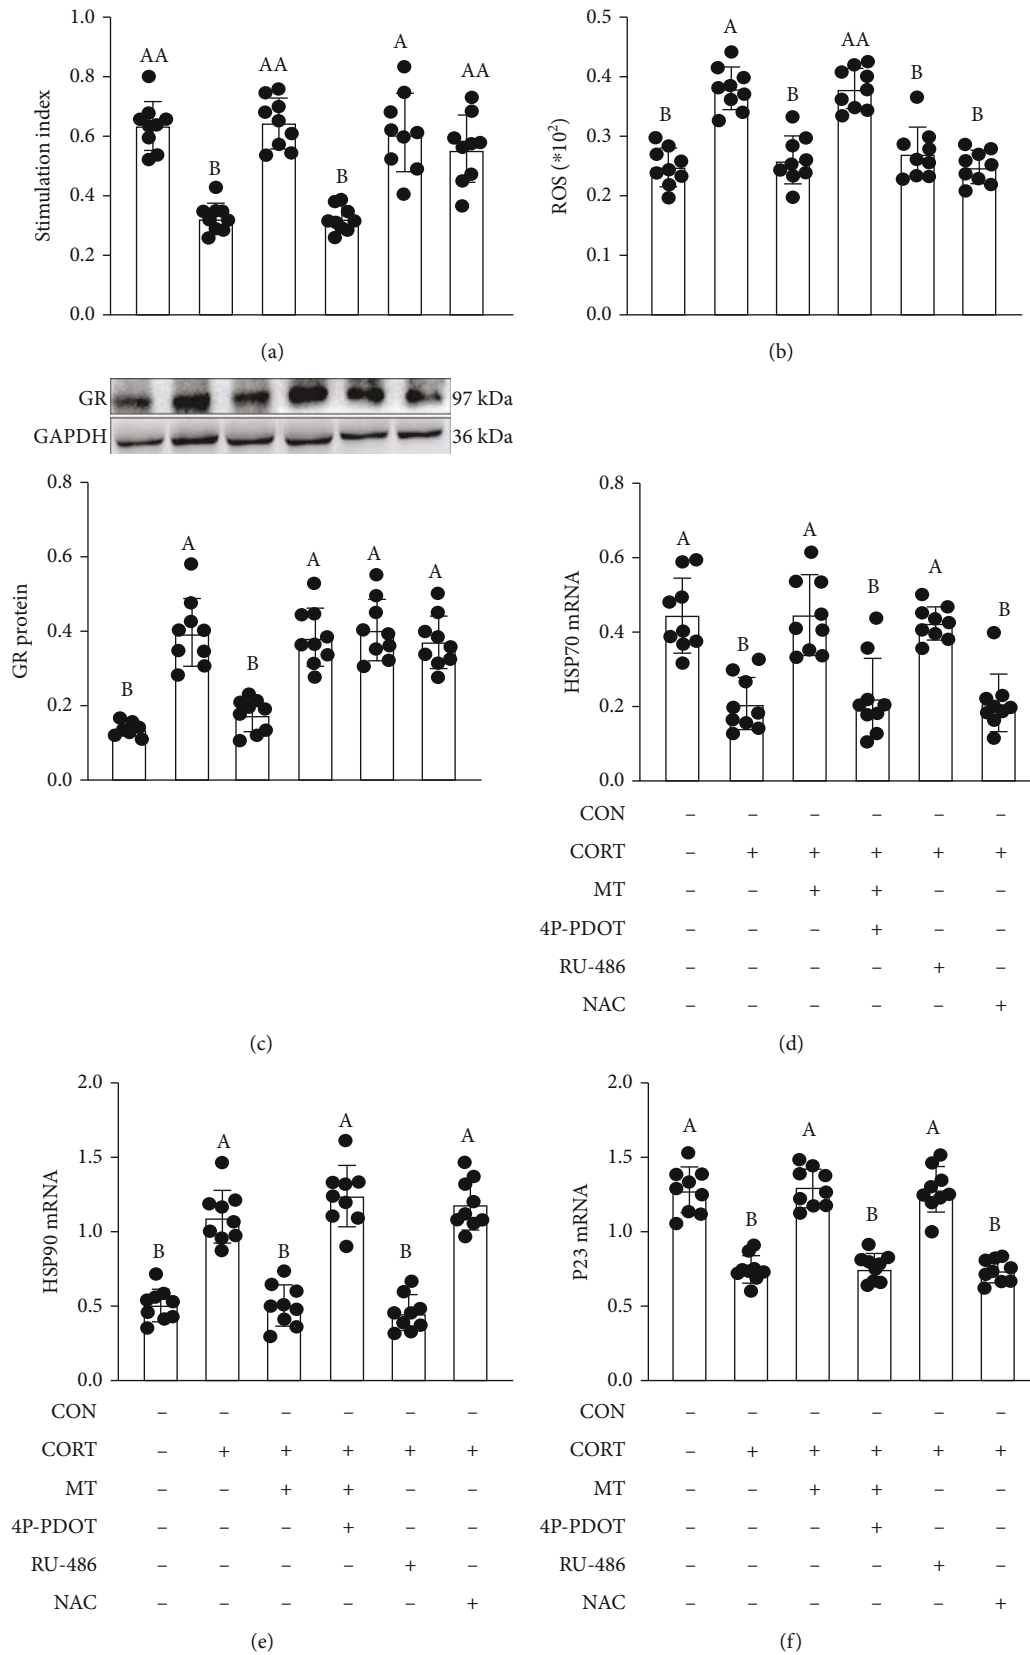 1.0
0.8
0.6
0.4
0.2
0.0
Stimulation index
AA
B
AA
B
A
AA
(a)
0.5
0.4
0.3
0.2
0.1
0.0
ROS (*10²)
B
A
B
AA
B
B
(b)
GR 97 kDa
GAPDH 36 kDa
0.8
0.6
0.4
0.2
0.0
GR protein
B
A
B
A
A
A
(c)
0.8
0.6
0.4
0.2
0.0
HSP70 mRNA
A
B
A
B
A
B
CON – – – – – –
CORT – + + + + +
MT – – + + – –
4P-PDOT – – – + – –
RU-486 – – – – + –
NAC – – – – – +
(d)
2.0
1.5
1.0
0.5
0.0
HSP90 mRNA
B
A
B
A
B
A
CON – – – – – –
CORT – + + + + +
MT – – + + – –
4P-PDOT – – – + – –
RU-486 – – – – + –
NAC – – – – – +
(e)
2.0
1.5
1.0
0.5
0.0
P23 mRNA
A
B
A
B
A
B
CON – – – – – –
CORT – + + + + +
MT – – + + – –
4P-PDOT – – – + – –
RU-486 – – – – + –
NAC – – – – – +
(f)